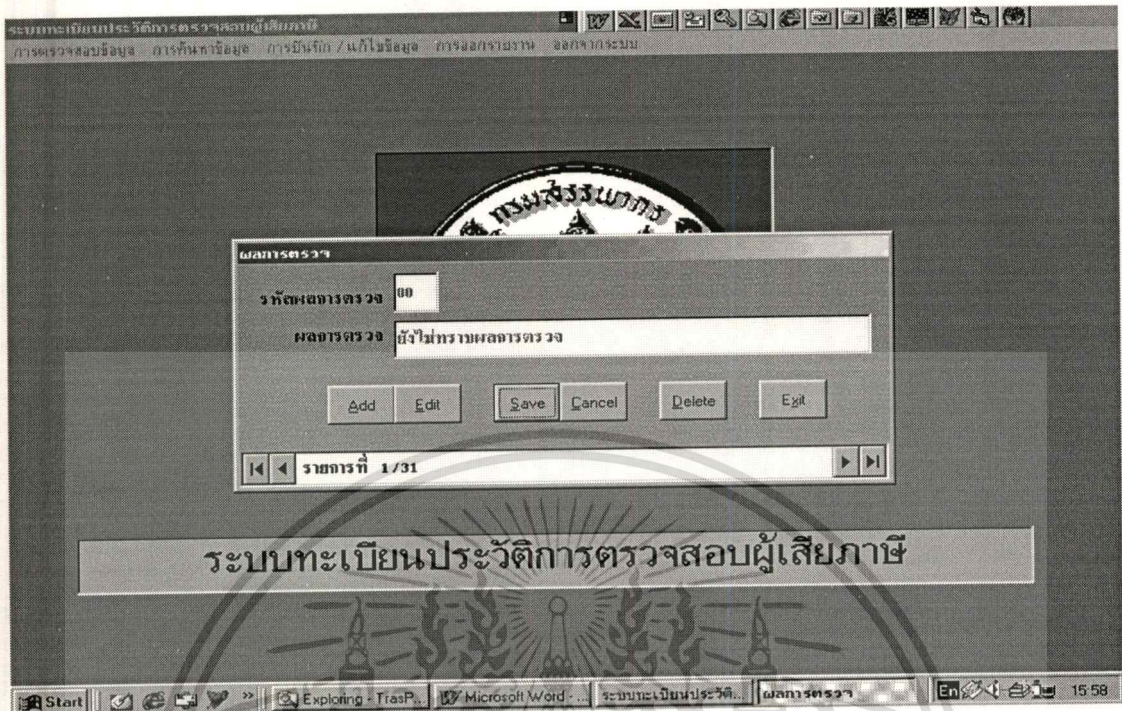 ระบบทะเบียนประวัติการตรวจสอบผู้เสียภาษี
การตรวจสอบข้อมูล การค้นหาข้อมูล การบันทึก / แก้ไขข้อมูล การออกรายงาน ออกจากระบบ
กรมสรรพากร
ผลการตรวจ
รหัสผลการตรวจ 00
ผลการตรวจ ยังไม่ทราบผลการตรวจ
Add Edit Save Cancel Delete Exit
รายการที่ 1/31
ระบบทะเบียนประวัติการตรวจสอบผู้เสียภาษี
Start » Exploring - TrasP... Microsoft Word - ... ระบบทะเบียนประวัติ... ผลการตรวจ En 15:58